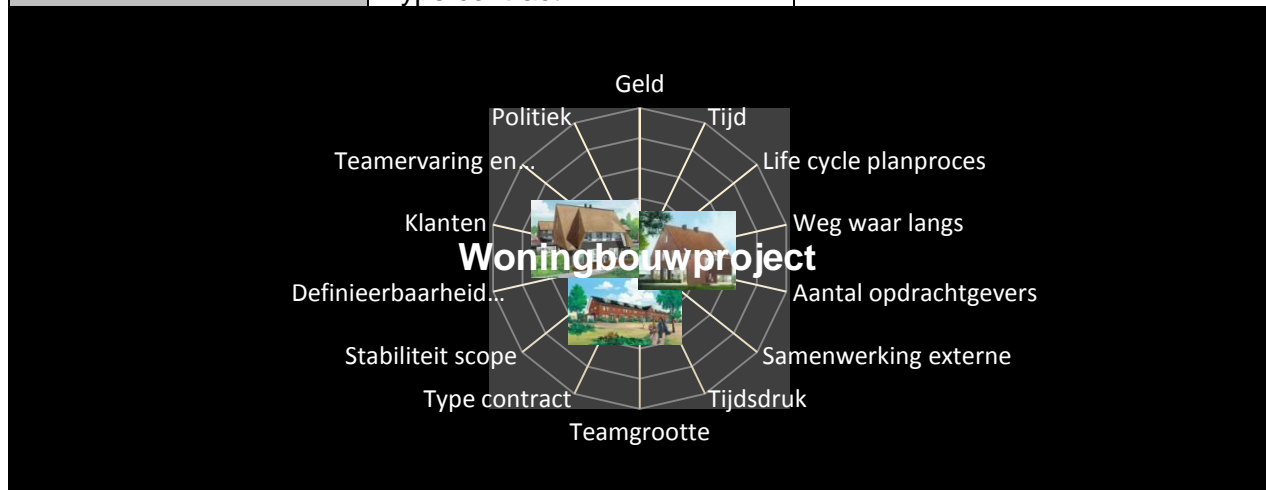 Geld
Politiek
Tijd
Teamervaring en...
Life cycle planproces
Klanten
Weg waar langs
Woningbouwproject
Definieerbaarheid...
Aantal opdrachtgevers
Stabiliteit scope
Samenwerking externe
Type contract
Tijdsdruk
Teamgrootte